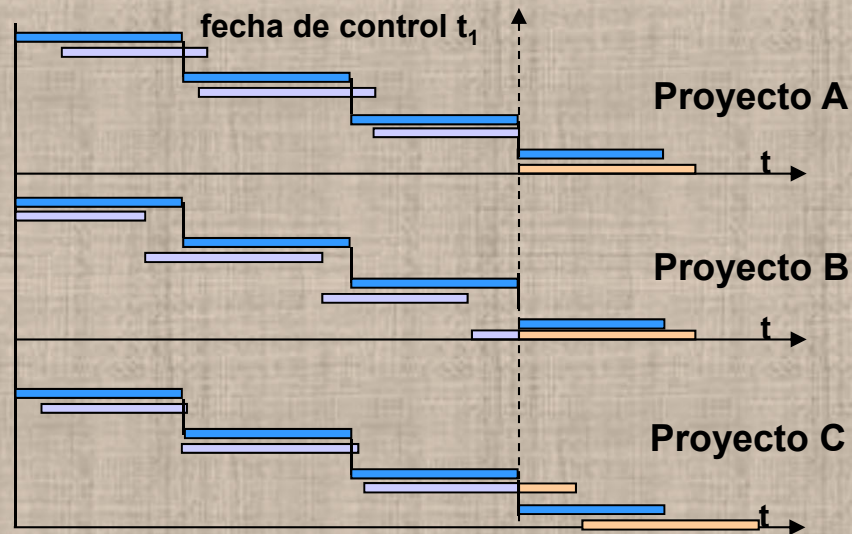 fecha de control t₁
Proyecto A
t
Proyecto B
t
Proyecto C
t